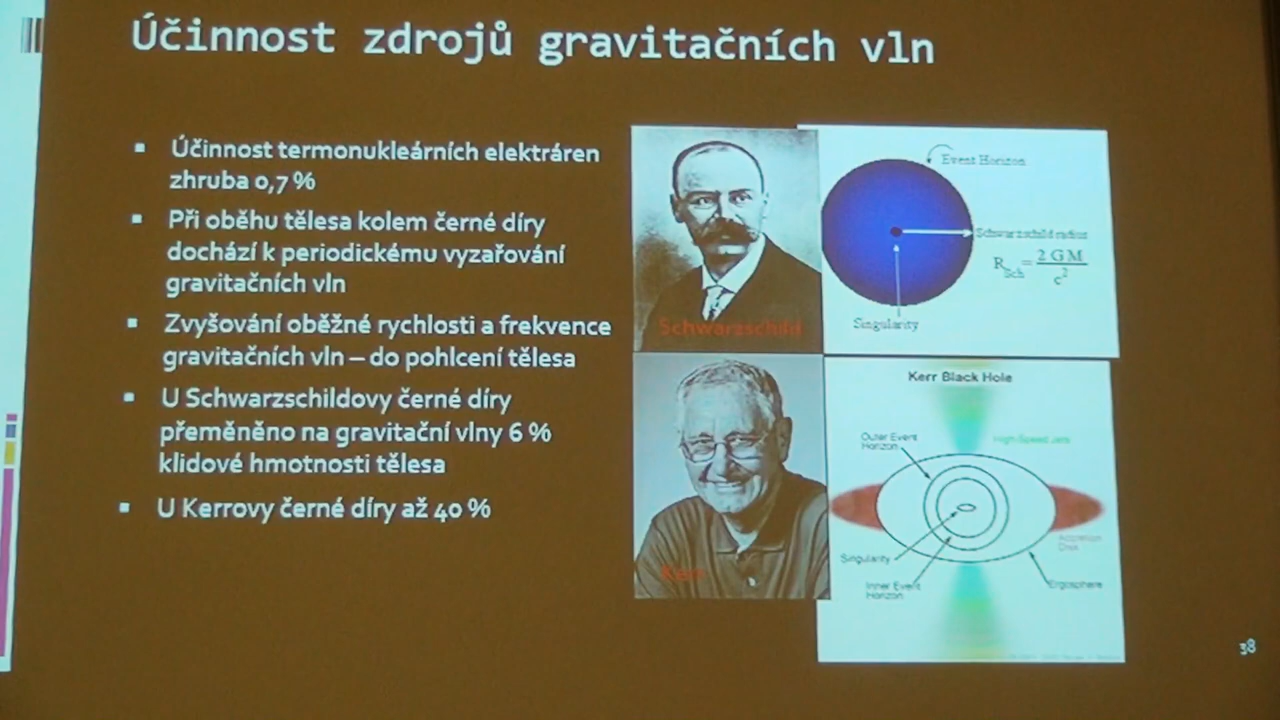 Účinnost zdrojů gravitačních vln
▪ Účinnost termonukleárních elektráren
zhruba 0,7 %
▪ Při oběhu tělesa kolem černé díry
dochází k periodickému vyzařování
gravitačních vln
▪ Zvyšování oběžné rychlosti a frekvence
gravitačních vln – do pohlcení tělesa
▪ U Schwarzschildovy černé díry
přeměněno na gravitační vlny 6 %
klidové hmotnosti tělesa
▪ U Kerrovy černé díry až 40 %
Schwarzschild
Event Horizon
Schwarzschild radius
R_Sch = 2 G M / c²
Singularity
Kerr
Kerr Black Hole
High-Speed Jets
Outer Event
Horizon
Accretion
Disk
Singularity
Inner Event
Horizon
Ergosphere
38